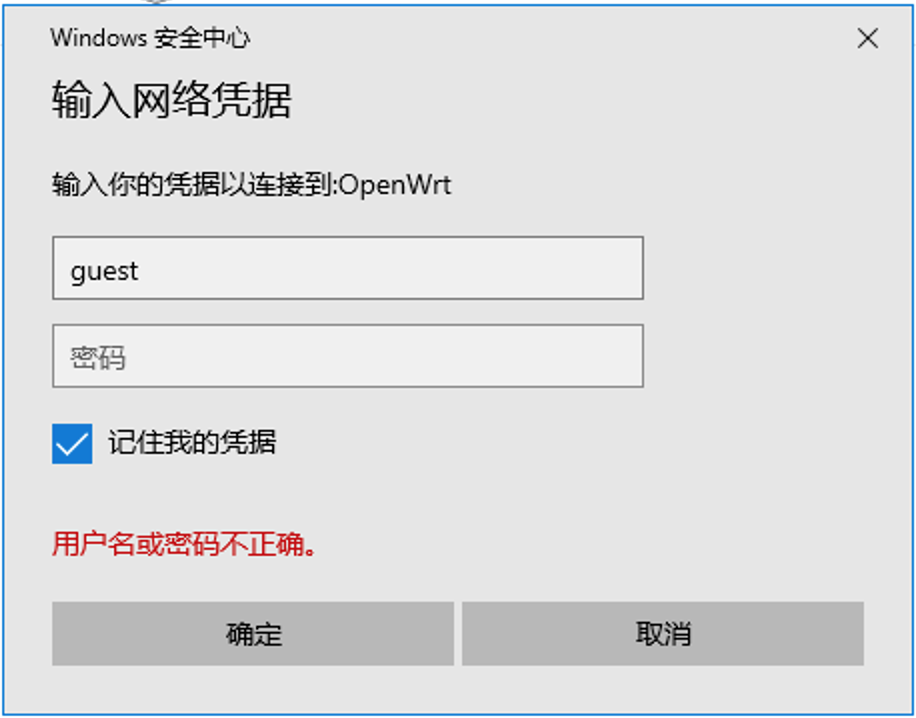 Windows 安全中心
输入网络凭据
输入你的凭据以连接到:OpenWrt
guest
密码
记住我的凭据
用户名或密码不正确。
确定
取消